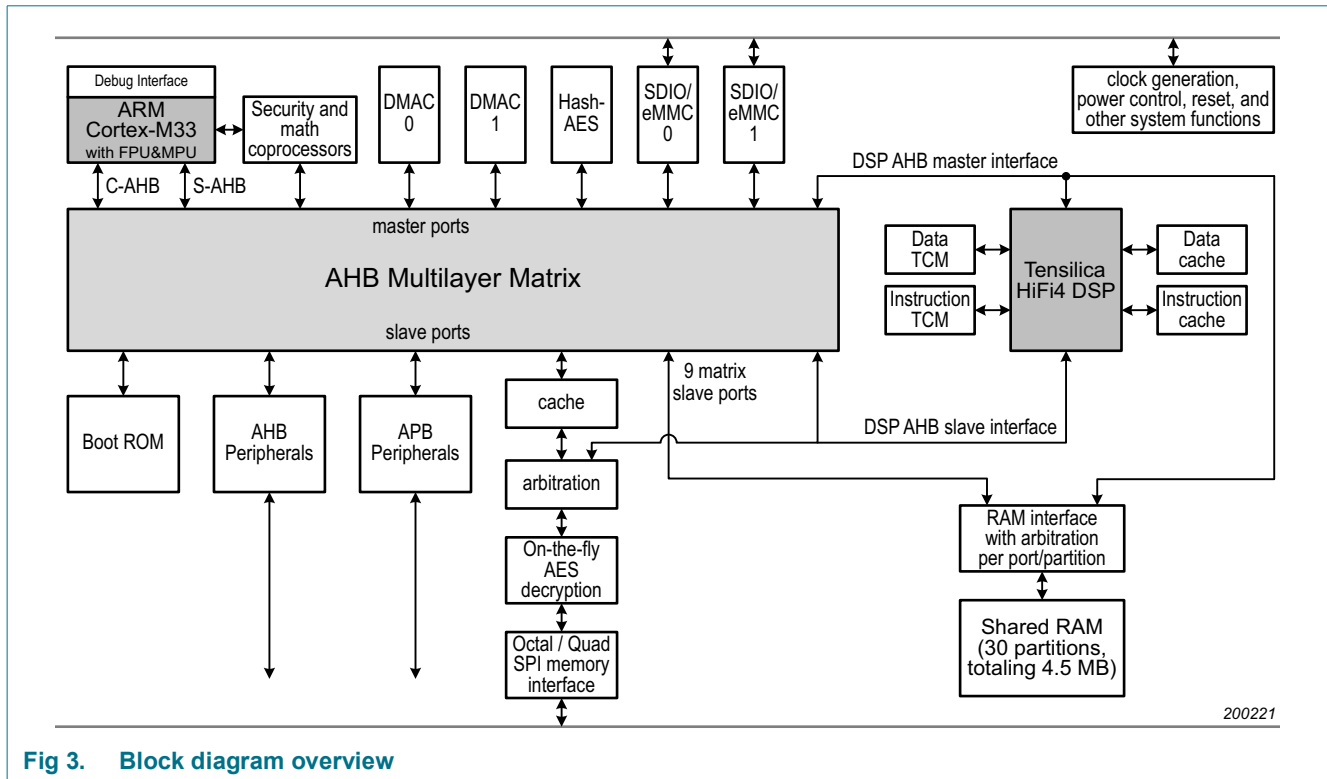 Debug Interface
ARM
Cortex-M33
with FPU&MPU
Security and
math
coprocessors
DMAC
0
DMAC
1
Hash-
AES
SDIO/
eMMC
0
SDIO/
eMMC
1
clock generation,
power control, reset, and
other system functions
C-AHB
S-AHB
DSP AHB master interface
master ports
AHB Multilayer Matrix
slave ports
Data
TCM
Instruction
TCM
Tensilica
HiFi4 DSP
Data
cache
Instruction
cache
Boot ROM
AHB
Peripherals
APB
Peripherals
cache
9 matrix
slave ports
DSP AHB slave interface
arbitration
On-the-fly
AES
decryption
Octal / Quad
SPI memory
interface
RAM interface
with arbitration
per port/partition
Shared RAM
(30 partitions,
totaling 4.5 MB)
200221
Fig 3. Block diagram overview